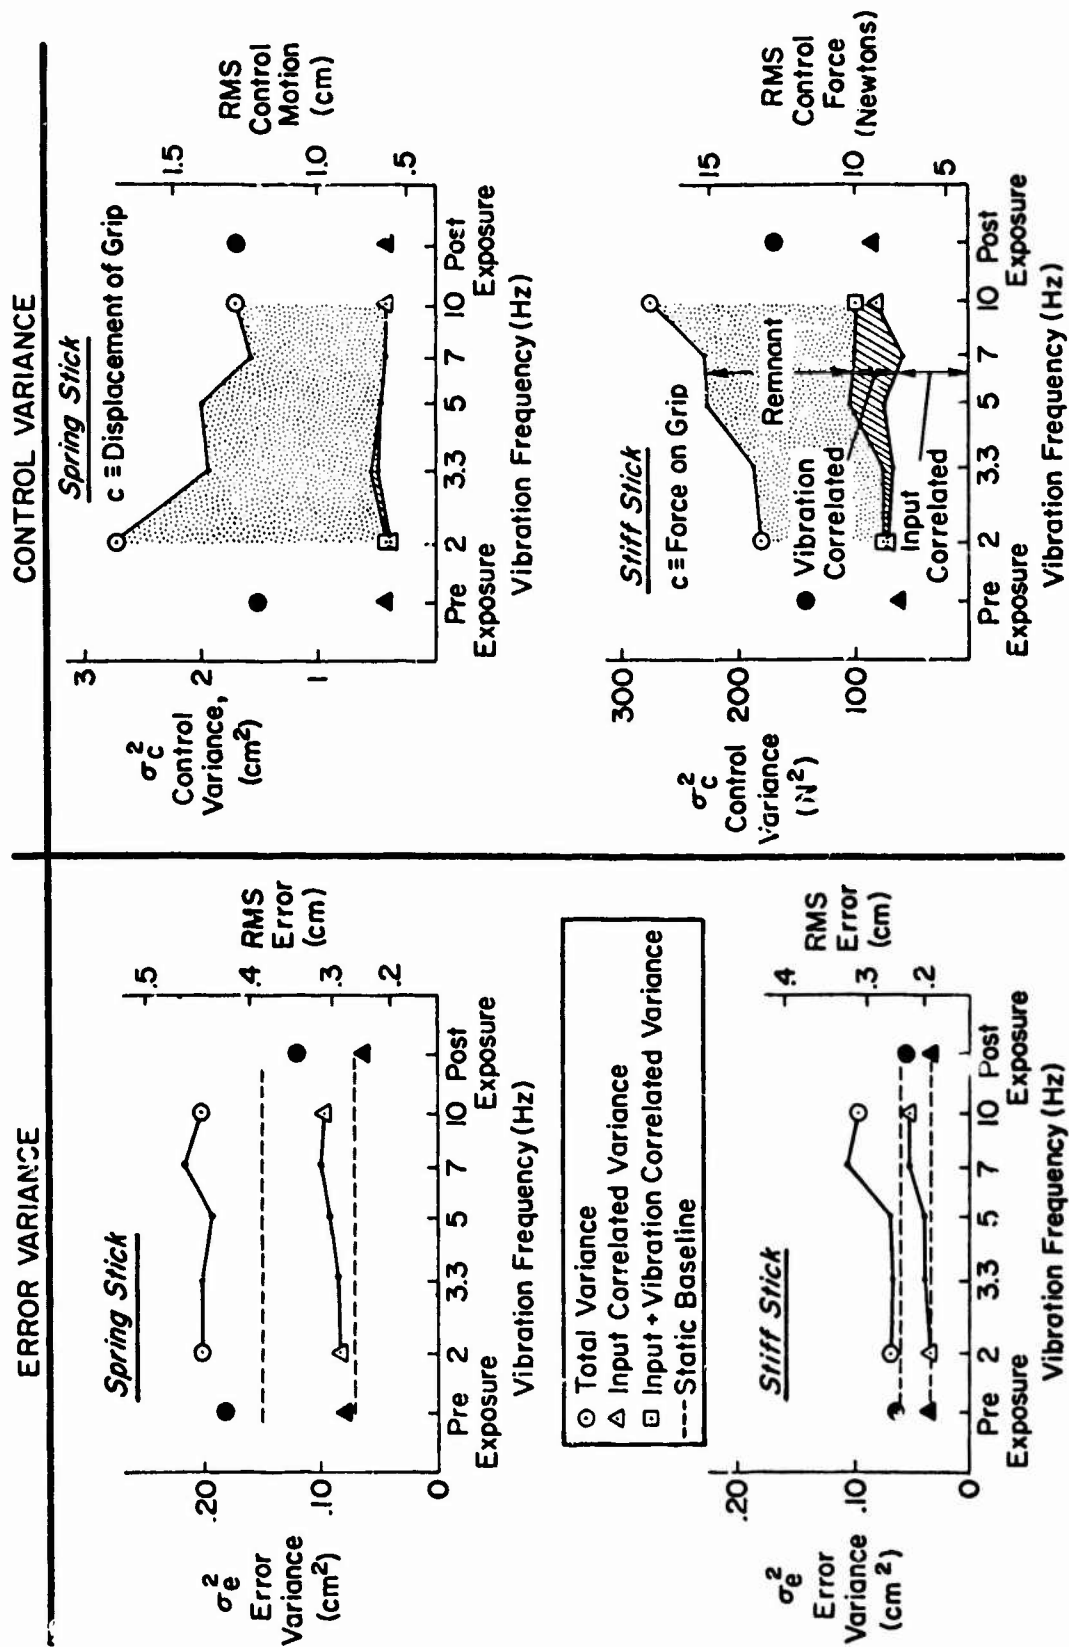 ERROR VARIANCE
Spring Stick
σe²
Error
Variance
(cm²)
.20
.10
0
.5
.4
.3
.2
RMS
Error
(cm)
Pre
Exposure
2
3.3
5
7
10
Post
Exposure
Vibration Frequency (Hz)
⊙ Total Variance
△ Input Correlated Variance
⊡ Input + Vibration Correlated Variance
---- Static Baseline
Stiff Stick
σe²
Error
Variance
(cm²)
.20
.10
0
.4
.3
.2
RMS
Error
(cm)
Pre
Exposure
2
3.3
5
7
10
Post
Exposure
Vibration Frequency (Hz)
CONTROL VARIANCE
Spring Stick
c ≡ Displacement of Grip
σc²
Control
Variance,
(cm²)
3
2
1
1.5
1.0
.5
RMS
Control
Motion
(cm)
Pre
Exposure
2
3.3
5
7
10
Post
Exposure
Vibration Frequency (Hz)
Stiff Stick
c ≡ Force on Grip
σc²
Control
Variance
(N²)
300
200
100
15
10
5
RMS
Control
Force
(Newtons)
Remnant
Vibration
Correlated
Input
Correlated
Pre
Exposure
2
3.3
5
7
10
Post
Exposure
Vibration Frequency (Hz)